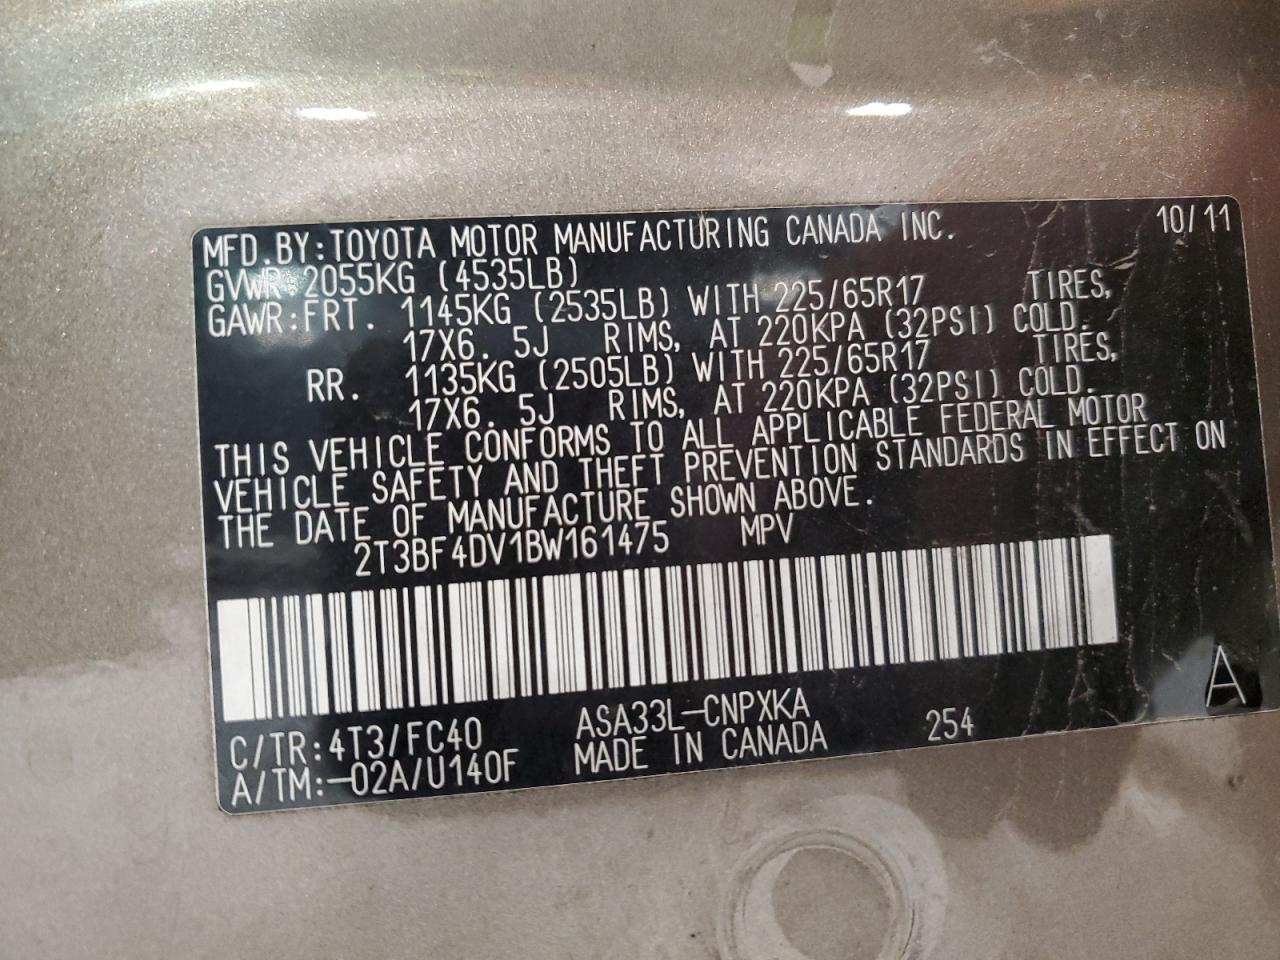 MFD.BY:TOYOTA MOTOR MANUFACTURING CANADA INC. 10/11
GVWR 2055KG (4535LB)
GAWR:FRT. 1145KG (2535LB) WITH 225/65R17 TIRES,
17X6.5J RIMS, AT 220KPA (32PSI) COLD.
RR. 1135KG (2505LB) WITH 225/65R17 TIRES,
17X6.5J RIMS, AT 220KPA (32PSI) COLD.
THIS VEHICLE CONFORMS TO ALL APPLICABLE FEDERAL MOTOR
VEHICLE SAFETY AND THEFT PREVENTION STANDARDS IN EFFECT ON
THE DATE OF MANUFACTURE SHOWN ABOVE.
2T3BF4DV1BW161475 MPV
A
C/TR:4T3/FC40 ASA33L-CNPXKA 254
A/TM:-02A/U140F MADE IN CANADA